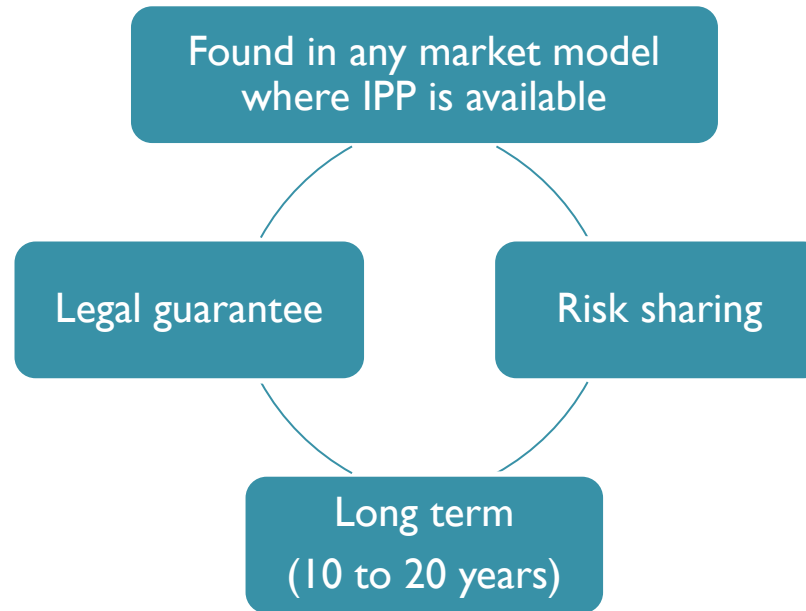 Found in any market model
where IPP is available
Legal guarantee
Risk sharing
Long term
(10 to 20 years)